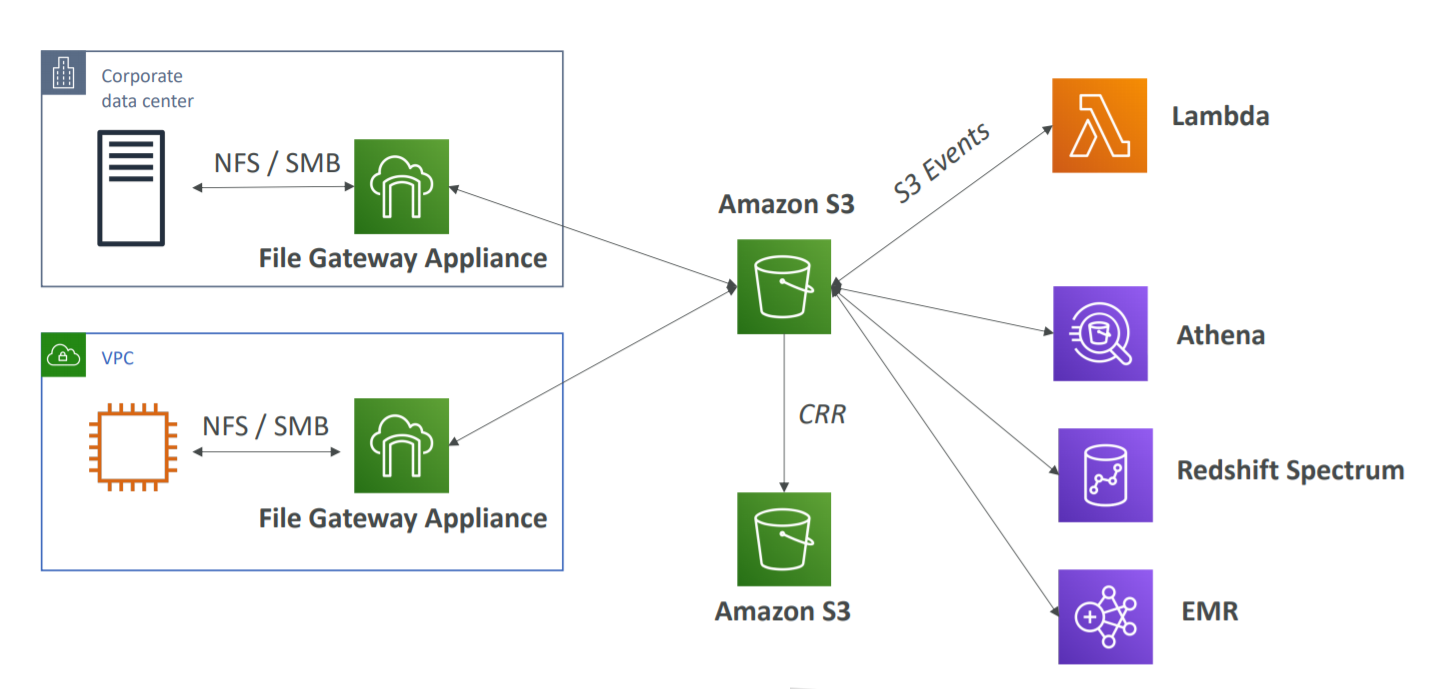 Corporate
data center
NFS / SMB
File Gateway Appliance
VPC
NFS / SMB
File Gateway Appliance
Amazon S3
CRR
Amazon S3
S3 Events
Lambda
Athena
Redshift Spectrum
EMR